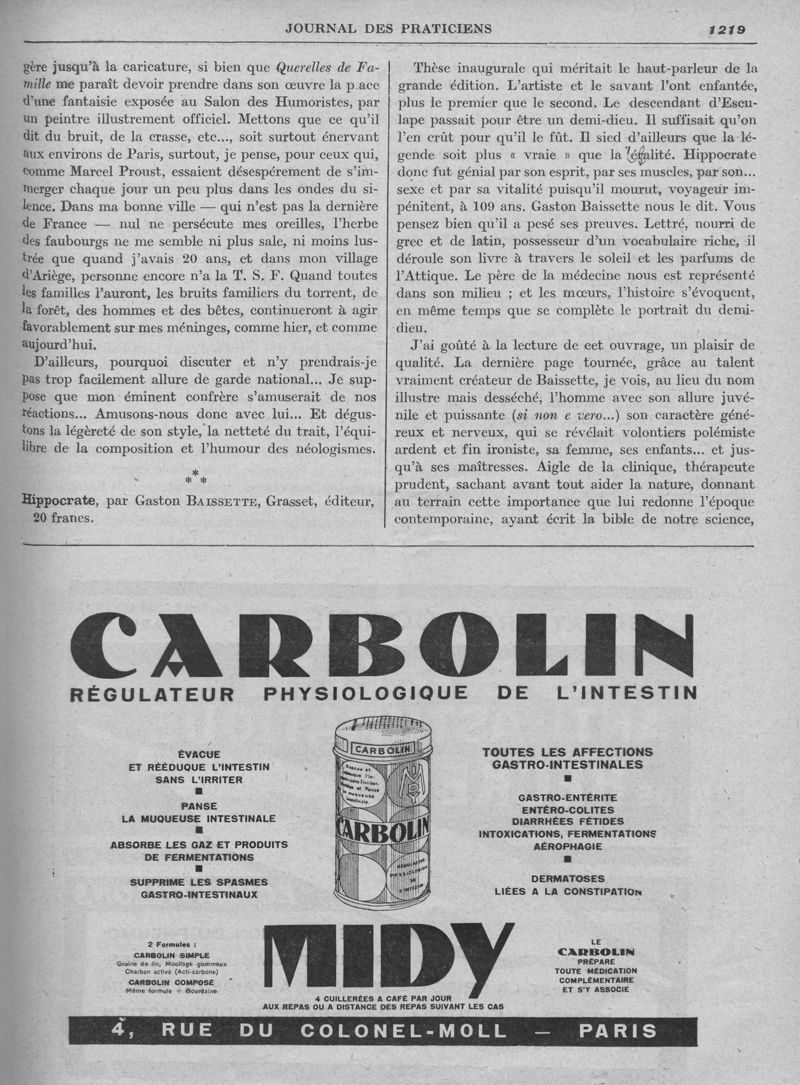 JOURNAL DES PRATICIENS
1219
gère jusqu'à la caricature, si bien que Querelles de Fa-
mille me paraît devoir prendre dans son œuvre la p ace
d'une fantaisie exposée au Salon des Humoristes, par
un peintre illustrement officiel. Mettons que ce qu'il
dit du bruit, de la crasse, etc..., soit surtout énervant
aux environs de Paris, surtout, je pense, pour ceux qui,
comme Marcel Proust, essaient désespérement de s'im-
merger chaque jour un peu plus dans les ondes du si-
lence. Dans ma bonne ville — qui n'est pas la dernière
de France — nul ne persécute mes oreilles, l'herbe
des faubourgs ne me semble ni plus sale, ni moins lus-
trée que quand j'avais 20 ans, et dans mon village
d'Ariège, personne encore n'a la T. S. F. Quand toutes
les familles l'auront, les bruits familiers du torrent, de
la forêt, des hommes et des bêtes, continueront à agir
favorablement sur mes méninges, comme hier, et comme
aujourd'hui.
D'ailleurs, pourquoi discuter et n'y prendrais-je
pas trop facilement allure de garde national... Je sup-
pose que mon éminent confrère s'amuserait de nos
réactions... Amusons-nous donc avec lui... Et dégus-
tons la légèreté de son style, la netteté du trait, l'équi-
libre de la composition et l'humour des néologismes.
*
* *
Hippocrate, par Gaston BAISSETTE, Grasset, éditeur,
20 francs.
Thèse inaugurale qui méritait le haut-parleur de la
grande édition. L'artiste et le savant l'ont enfantée,
plus le premier que le second. Le descendant d'Escu-
lape passait pour être un demi-dieu. Il suffisait qu'on
l'en crût pour qu'il le fût. Il sied d'ailleurs que la lé-
gende soit plus « vraie » que la
donc fut génial par son esprit, par ses muscles, par son...
sexe et par sa vitalité puisqu'il mourut, voyageur im-
pénitent, à 109 ans. Gaston Baissette nous le dit. Vous
pensez bien qu'il a pesé ses preuves. Lettré, nourri de
grec et de latin, possesseur d'un vocabulaire riche, il
déroule son livre à travers le soleil et les parfums de
l'Attique. Le père de la médecine nous est représenté
dans son milieu ; et les mœurs, l'histoire s'évoquent,
en même temps que se complète le portrait du demi-
dieu.
J'ai goûté à la lecture de cet ouvrage, un plaisir de
qualité. La dernière page tournée, grâce au talent
vraiment créateur de Baissette, je vois, au lieu du nom
illustre mais desséché, l'homme avec son allure juvé-
nile et puissante (si non e vero...) son caractère géné-
reux et nerveux, qui se révélait volontiers polémiste
ardent et fin ironiste, sa femme, ses enfants... et jus-
qu'à ses maîtresses. Aigle de la clinique, thérapeute
prudent, sachant avant tout aider la nature, donnant
au terrain cette importance que lui redonne l'époque
contemporaine, ayant écrit la bible de notre science,
CARBOLIN
RÉGULATEUR PHYSIOLOGIQUE DE L'INTESTIN
ÉVACUE
ET RÉÉDUQUE L'INTESTIN
SANS L'IRRITER
PANSE
LA MUQUEUSE INTESTINALE
ABSORBE LES GAZ ET PRODUITS
DE FERMENTATIONS
SUPPRIME LES SPASMES
GASTRO-INTESTINAUX
CARBOLIN
MIDY
CARBOLIN
RÉGULATEUR
PHYSIOLOGIQUE
DE
L'INTESTIN
TOUTES LES AFFECTIONS
GASTRO-INTESTINALES
GASTRO-ENTÉRITE
ENTÉRO-COLITES
DIARRHÉES FÉTIDES
INTOXICATIONS, FERMENTATIONS
AÉROPHAGIE
DERMATOSES
LIÉES A LA CONSTIPATION
2 Formules :
CARBOLIN SIMPLE
Graine de lin, Mucilage gommeux
Charbon activé (Acti-carbone)
CARBOLIN COMPOSÉ
Même formule + Bourdaine
MIDY
4 CUILLERÉES A CAFÉ PAR JOUR
AUX REPAS OU A DISTANCE DES REPAS SUIVANT LES CAS
LE
CARBOLIN
PRÉPARE
TOUTE MÉDICATION
COMPLÉMENTAIRE
ET S'Y ASSOCIE
4, RUE DU COLONEL-MOLL — PARIS